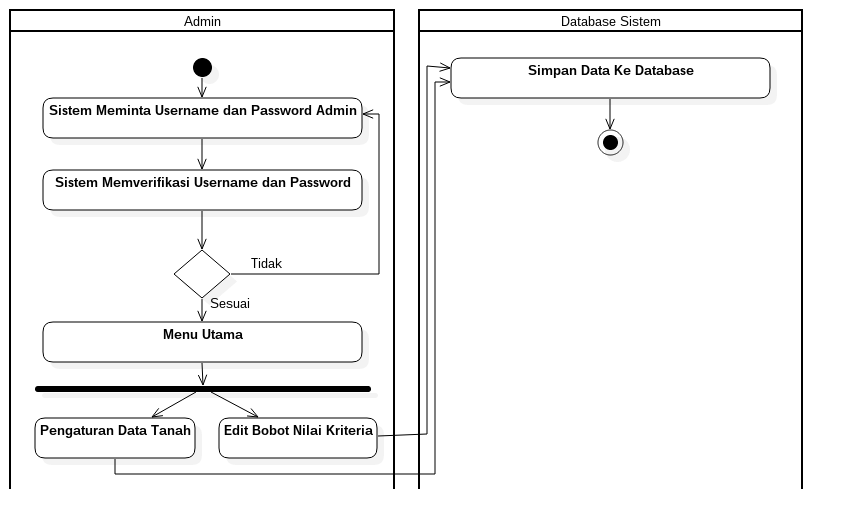 Admin
Database Sistem
Sistem Meminta Username dan Password Admin
Simpan Data Ke Database
Sistem Memverifikasi Username dan Password
Tidak
Sesuai
Menu Utama
Pengaturan Data Tanah
Edit Bobot Nilai Kriteria